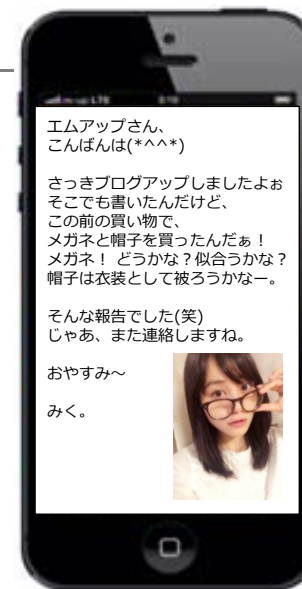 エムアップさん、
こんばんは(*^^*)
さっきブログアップしましたよぉ
そこでも書いたんだけど、
この前の買い物で、
メガネと帽子を買ったんだぁ！
メガネ！ どうかな？似合うかな？
帽子は衣装として被ろうかなー。
そんな報告でした(笑)
じゃあ、また連絡しますね。
おやすみ～
みく。